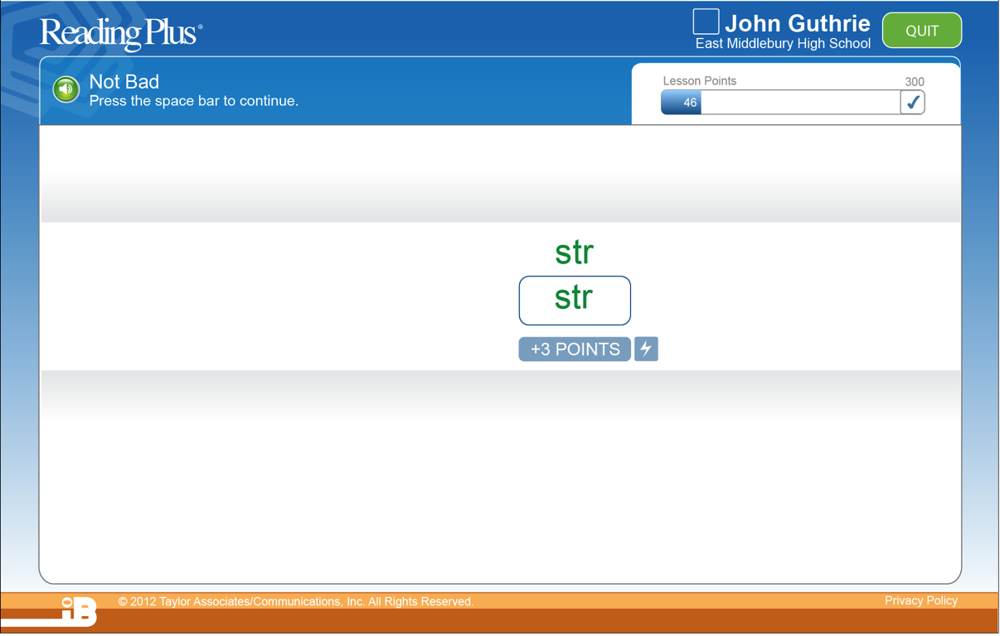 Reading Plus®
John Guthrie
East Middlebury High School
QUIT
Not Bad
Press the space bar to continue.
Lesson Points 300
46
str
str
+3 POINTS
iB
© 2012 Taylor Associates/Communications, Inc. All Rights Reserved.
Privacy Policy